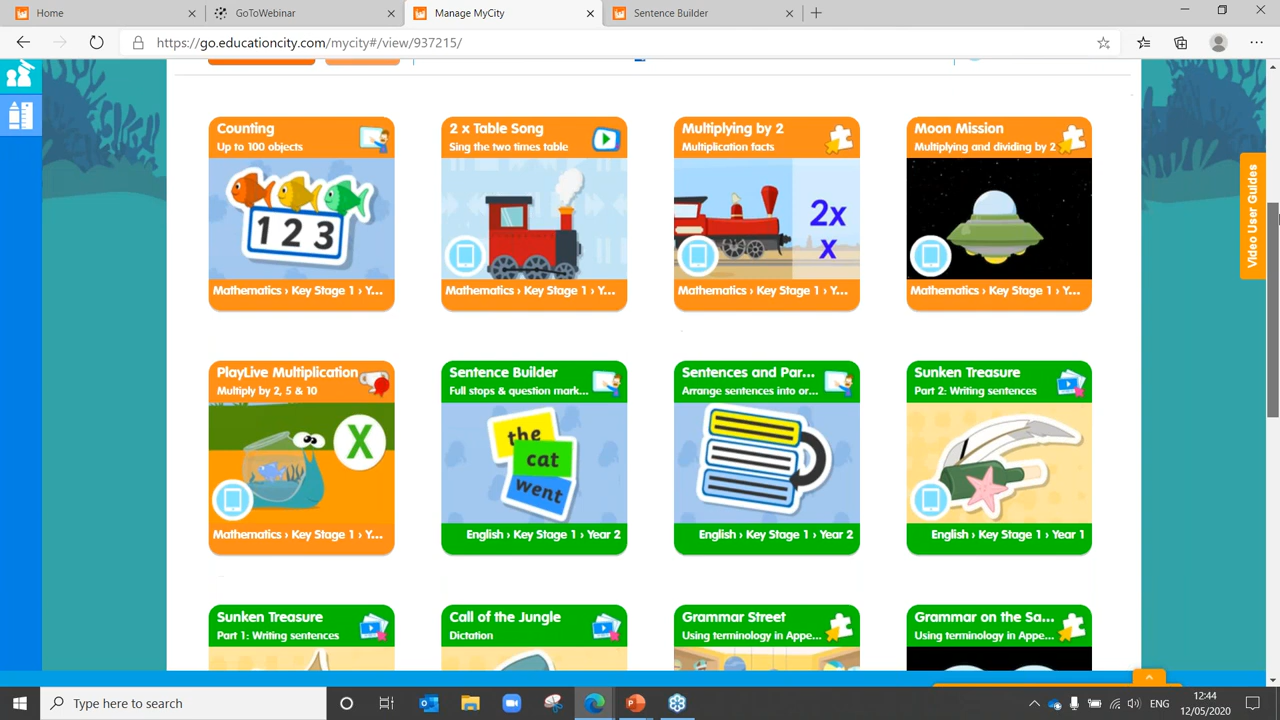 Home
GoToWebinar
Manage MyCity
Sentence Builder
https://go.educationcity.com/mycity#/view/937215/
Video User Guides
Counting
Up to 100 objects
1 2 3
Mathematics › Key Stage 1 › Y...
2 x Table Song
Sing the two times table
Mathematics › Key Stage 1 › Y...
Multiplying by 2
Multiplication facts
2x
x
Mathematics › Key Stage 1 › Y...
Moon Mission
Multiplying and dividing by 2
Mathematics › Key Stage 1 › Y...
PlayLive Multiplication
Multiply by 2, 5 & 10
X
Mathematics › Key Stage 1 › Y...
Sentence Builder
Full stops & question mark...
the
cat
went
English › Key Stage 1 › Year 2
Sentences and Par...
Arrange sentences into or...
English › Key Stage 1 › Year 2
Sunken Treasure
Part 2: Writing sentences
English › Key Stage 1 › Year 1
Sunken Treasure
Part 1: Writing sentences
Call of the Jungle
Dictation
Grammar Street
Using terminology in Appe...
Grammar on the Sa...
Using terminology in Appe...
Type here to search
ENG
12:44
12/05/2020